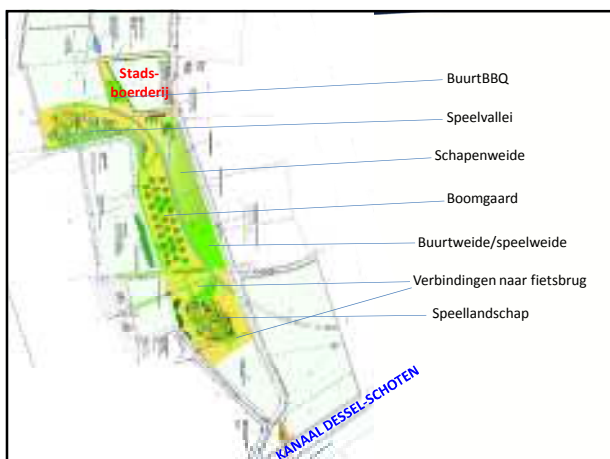 Stads-
boerderij
BuurtBBQ
Speelvallei
Schapenweide
Boomgaard
Buurtweide/speelweide
Verbindingen naar fietsbrug
Speellandschap
KANAAL DESSEL-SCHOTEN